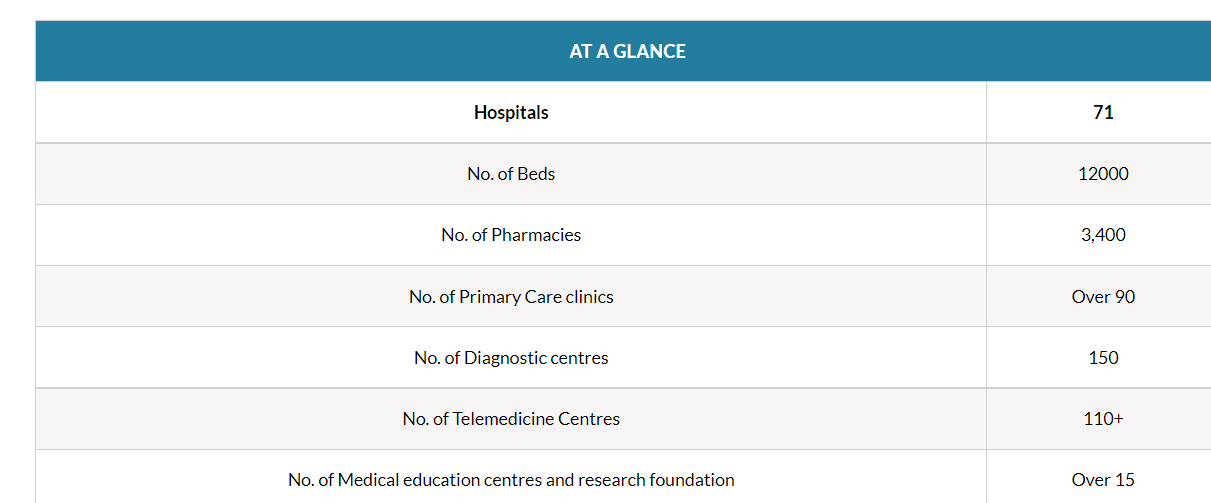 AT A GLANCE
Hospitals 71
No. of Beds 12000
No. of Pharmacies 3,400
No. of Primary Care clinics Over 90
No. of Diagnostic centres 150
No. of Telemedicine Centres 110+
No. of Medical education centres and research foundation Over 15